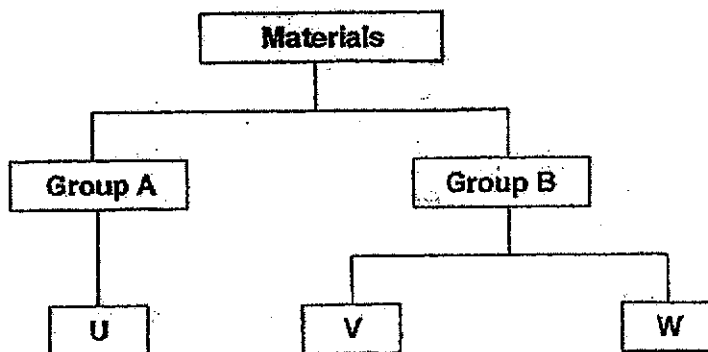 Materials
Group A
Group B
U
V
W